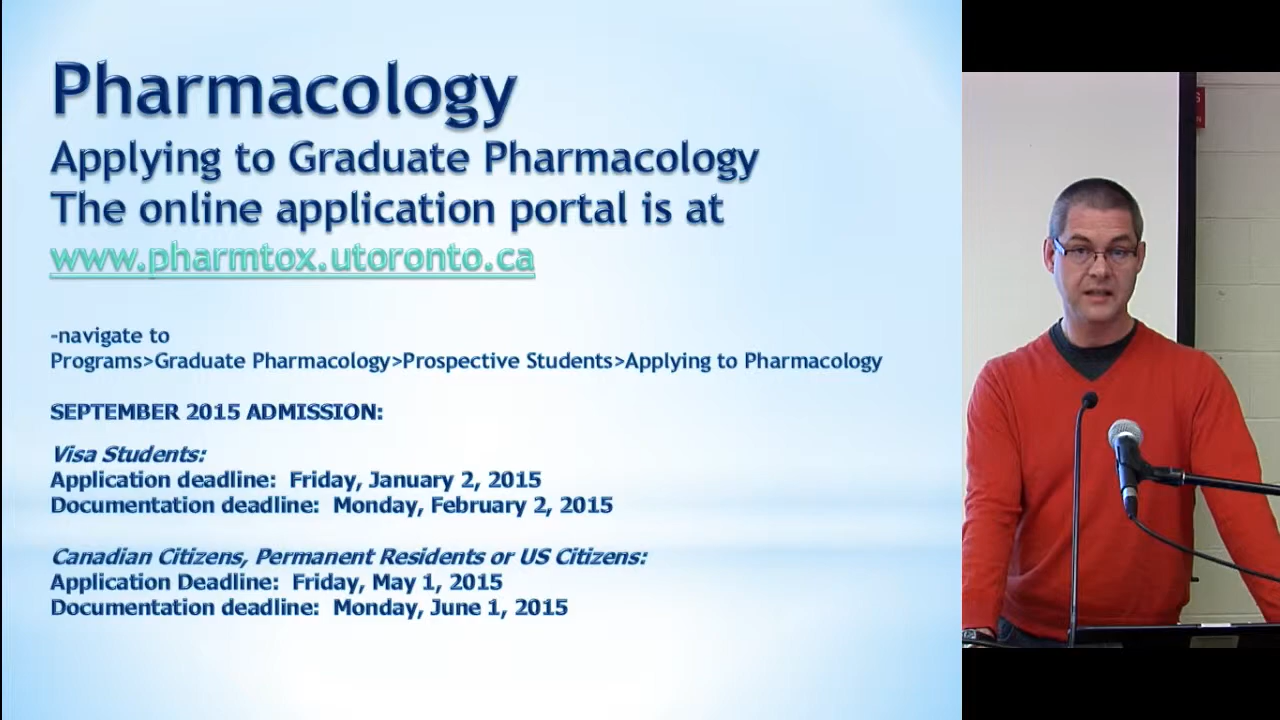 Pharmacology
Applying to Graduate Pharmacology
The online application portal is at
www.pharmtox.utoronto.ca
-navigate to
Programs>Graduate Pharmacology>Prospective Students>Applying to Pharmacology
SEPTEMBER 2015 ADMISSION:
Visa Students:
Application deadline: Friday, January 2, 2015
Documentation deadline: Monday, February 2, 2015
Canadian Citizens, Permanent Residents or US Citizens:
Application Deadline: Friday, May 1, 2015
Documentation deadline: Monday, June 1, 2015